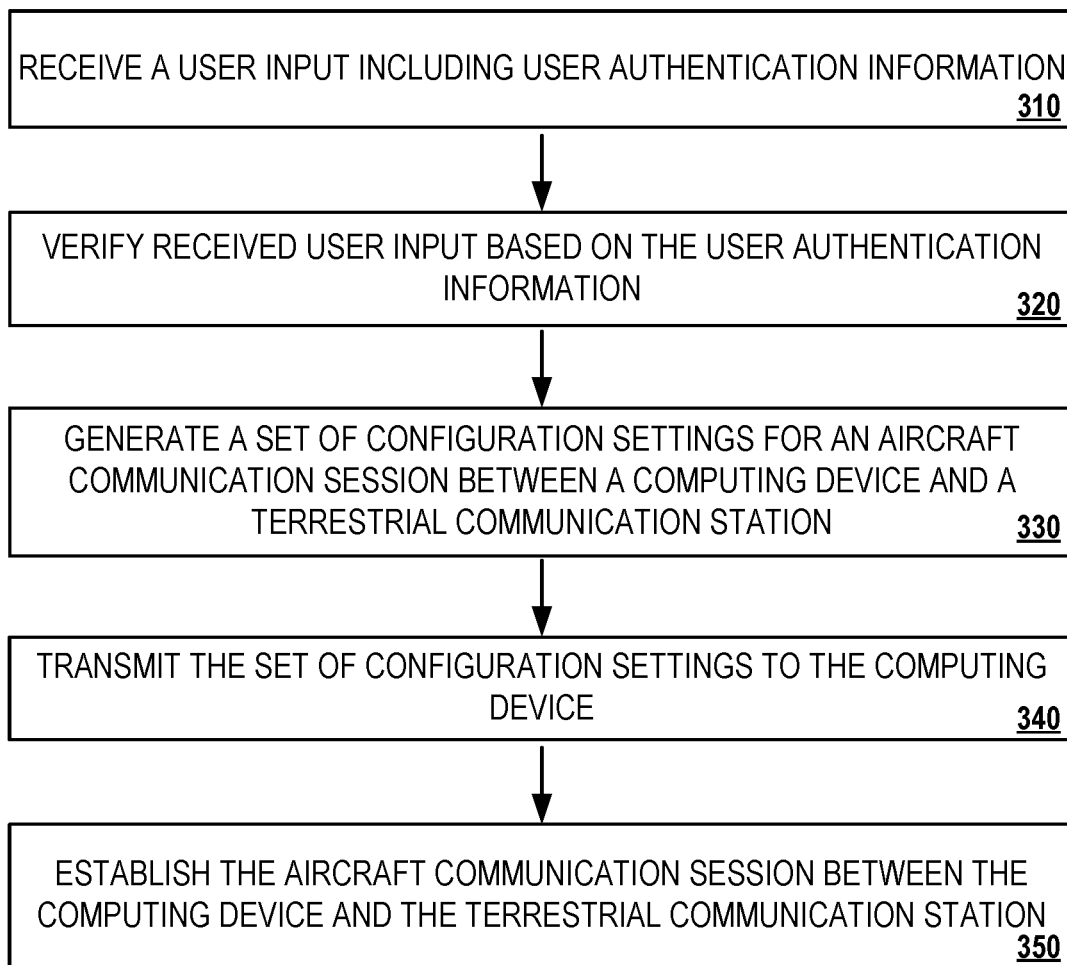 RECEIVE A USER INPUT INCLUDING USER AUTHENTICATION INFORMATION
310
VERIFY RECEIVED USER INPUT BASED ON THE USER AUTHENTICATION
INFORMATION
320
GENERATE A SET OF CONFIGURATION SETTINGS FOR AN AIRCRAFT
COMMUNICATION SESSION BETWEEN A COMPUTING DEVICE AND A
TERRESTRIAL COMMUNICATION STATION
330
TRANSMIT THE SET OF CONFIGURATION SETTINGS TO THE COMPUTING
DEVICE
340
ESTABLISH THE AIRCRAFT COMMUNICATION SESSION BETWEEN THE
COMPUTING DEVICE AND THE TERRESTRIAL COMMUNICATION STATION
350